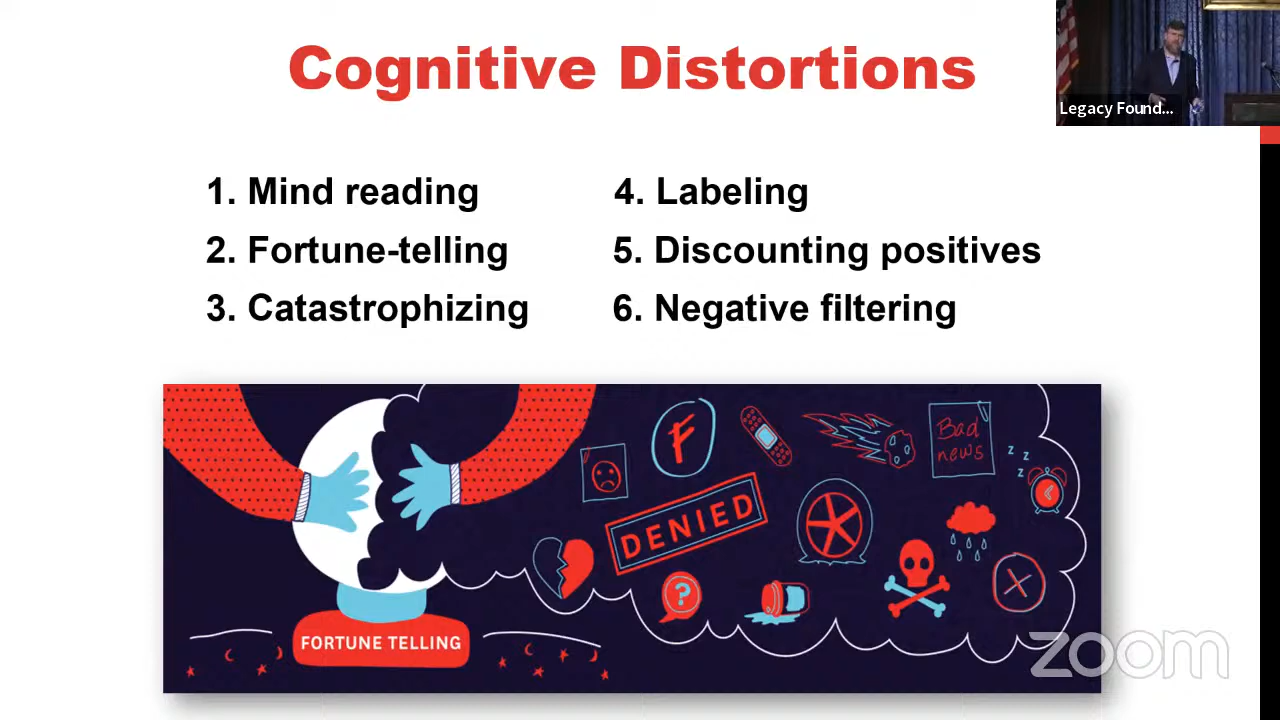 Cognitive Distortions
Legacy Found...
1. Mind reading
2. Fortune-telling
3. Catastrophizing
4. Labeling
5. Discounting positives
6. Negative filtering
F
Bad
news
z z
z
DENIED
?
FORTUNE TELLING
zoom